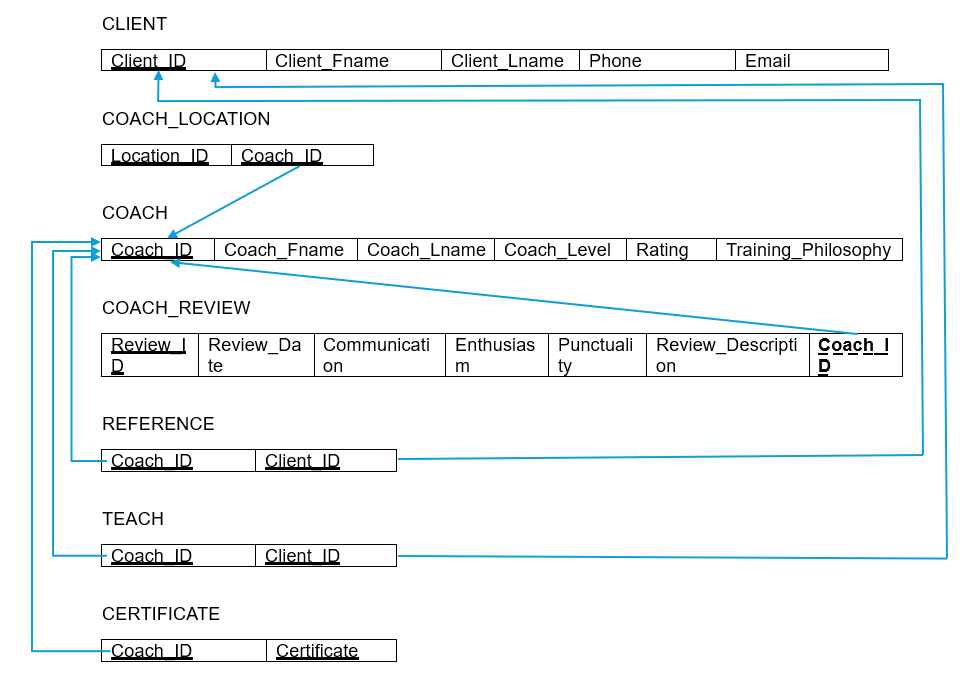 CLIENT
Client_ID Client_Fname Client_Lname Phone Email
COACH_LOCATION
Location_ID Coach_ID
COACH
Coach_ID Coach_Fname Coach_Lname Coach_Level Rating Training_Philosophy
COACH_REVIEW
Review_I Review_Da Communicati Enthusias Punctuali Review_Descripti Coach_I
D te on m ty on D
REFERENCE
Coach_ID Client_ID
TEACH
Coach_ID Client_ID
CERTIFICATE
Coach_ID Certificate